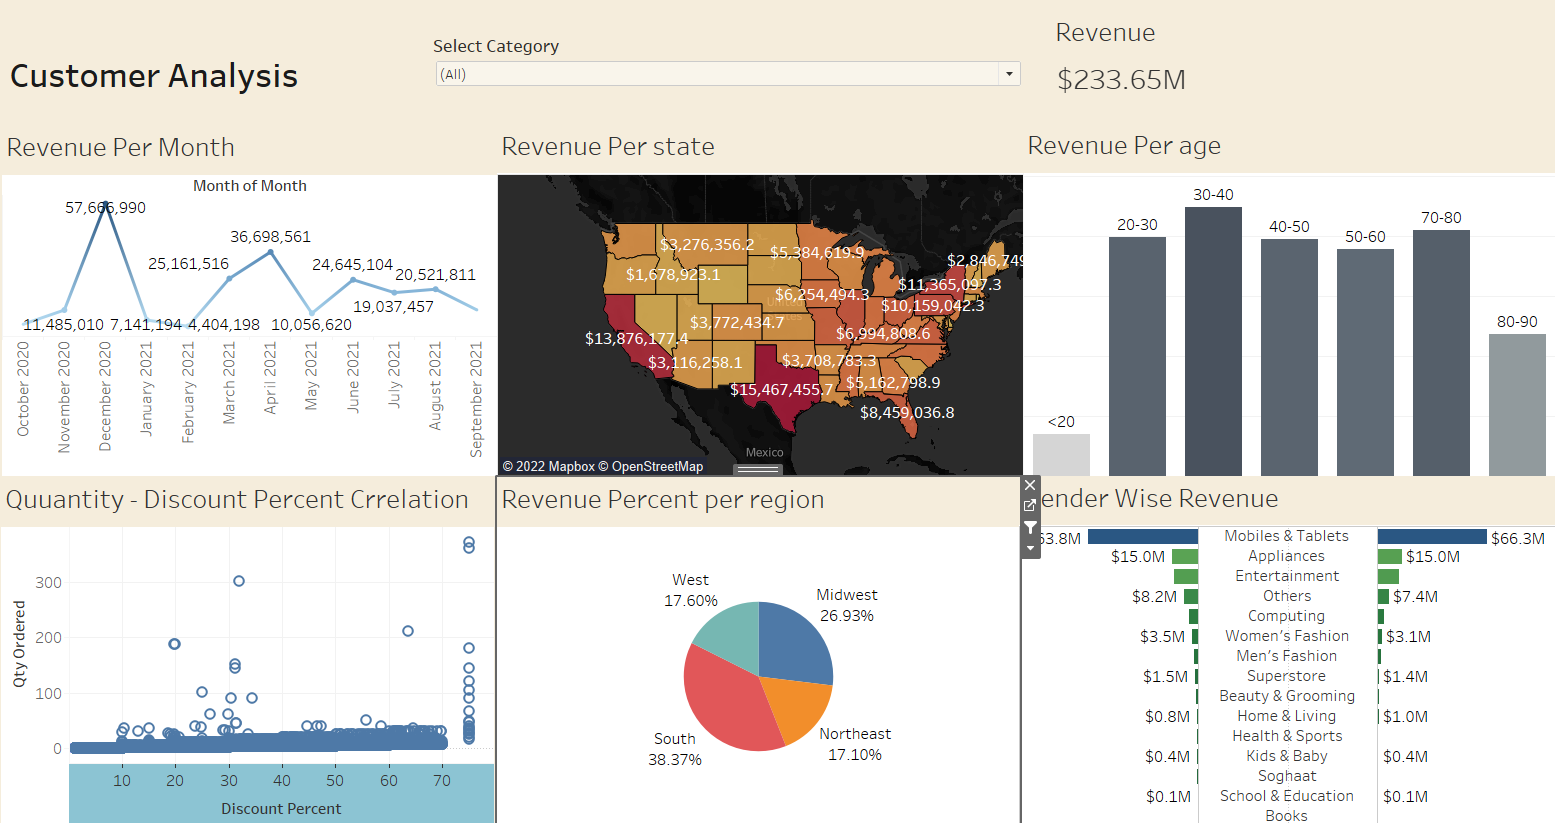 Customer Analysis
Select Category
(All)
Revenue
$233.65M
Revenue Per Month
Month of Month
57,666,990
36,698,561
25,161,516
24,645,104
20,521,811
19,037,457
11,485,010
7,141,194
4,404,198
10,056,620
October 2020
November 2020
December 2020
January 2021
February 2021
March 2021
April 2021
May 2021
June 2021
July 2021
August 2021
September 2021
Revenue Per state
$3,276,356.2
$5,384,619.9
$2,846,749
$1,678,923.1
$11,365,097.3
$6,254,494.3
$10,159,042.3
$3,772,434.7
$6,994,808.6
$13,876,177.4
$3,116,258.1
$3,708,783.3
$15,467,455.7
$5,162,798.9
$8,459,036.8
Mexico
© 2022 Mapbox © OpenStreetMap
Revenue Per age
<20
20-30
30-40
40-50
50-60
70-80
80-90
Quuantity - Discount Percent Crrelation
Qty Ordered
300
200
100
0
10 20 30 40 50 60 70
Discount Percent
Revenue Percent per region
West
17.60%
Midwest
26.93%
South
38.37%
Northeast
17.10%
ender Wise Revenue
53.8M Mobiles & Tablets $66.3M
$15.0M Appliances $15.0M
Entertainment
$8.2M Others $7.4M
Computing
$3.5M Women's Fashion $3.1M
Men's Fashion
$1.5M Superstore $1.4M
Beauty & Grooming
$0.8M Home & Living $1.0M
Health & Sports
$0.4M Kids & Baby $0.4M
Soghaat
$0.1M School & Education $0.1M
Books